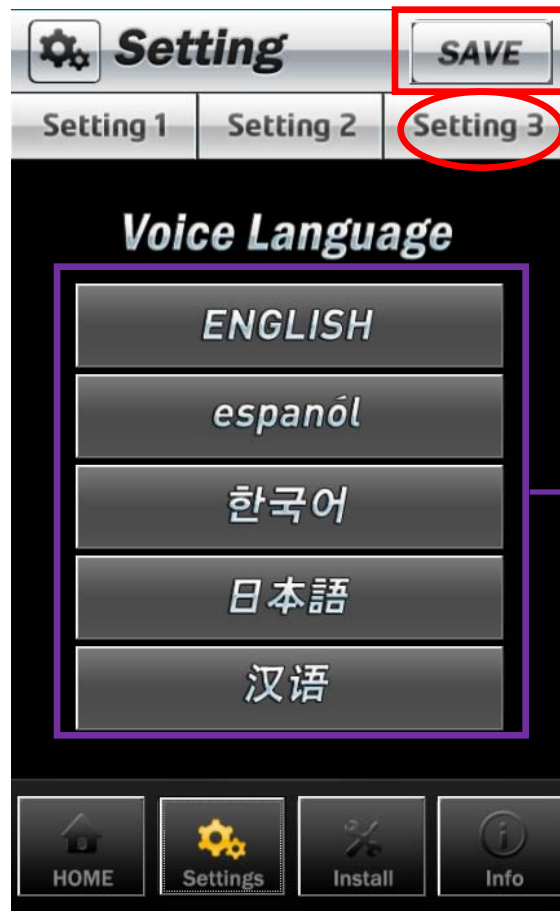 Setting
SAVE
Setting 1
Setting 2
Setting 3
Voice Language
ENGLISH
espanól
한국어
日本語
汉语
HOME
Settings
Install
Info